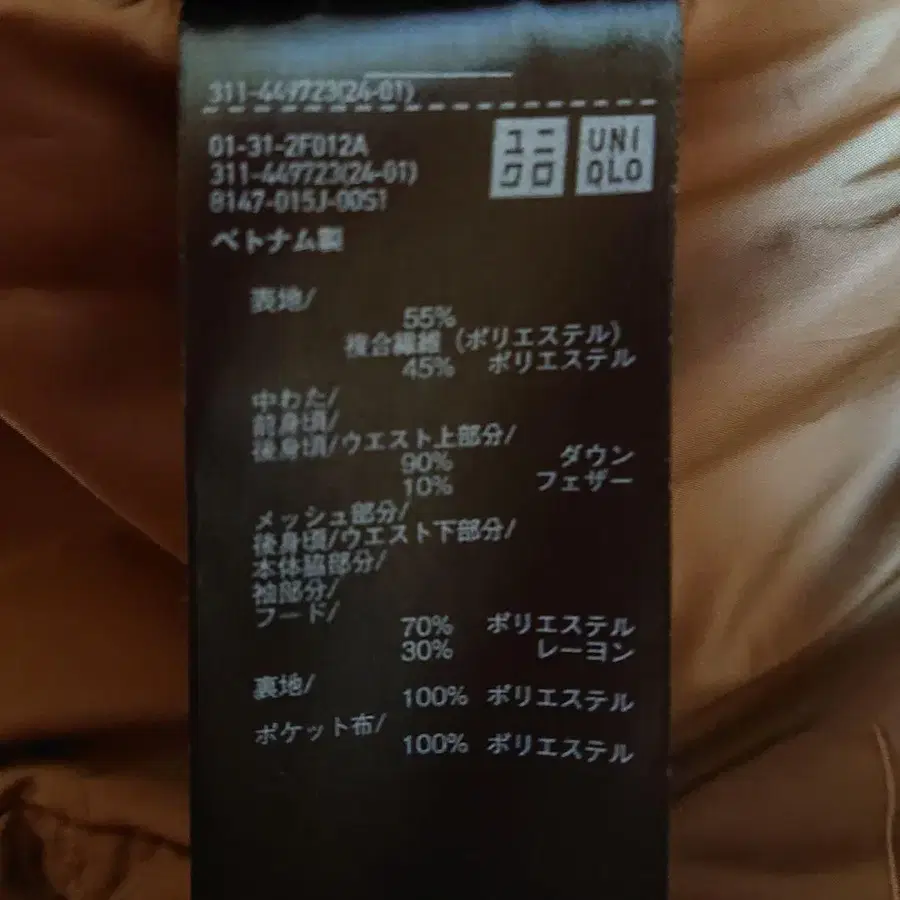 311-449723(24-01)
01-31-2F012A
311-449723(24-01)
8147-015J-00S1
ユニ
クロ
UNI
QLO
ベトナム製
表地/
55%
複合繊維 (ポリエステル)
45% ポリエステル
中わた/
前身頃/
後身頃/ウエスト上部分/
90% ダウン
10% フェザー
メッシュ部分/
後身頃/ウエスト下部分/
本体脇部分/
袖部分/
フード/
70% ポリエステル
30% レーヨン
裏地/
100% ポリエステル
ポケット布/
100% ポリエステル